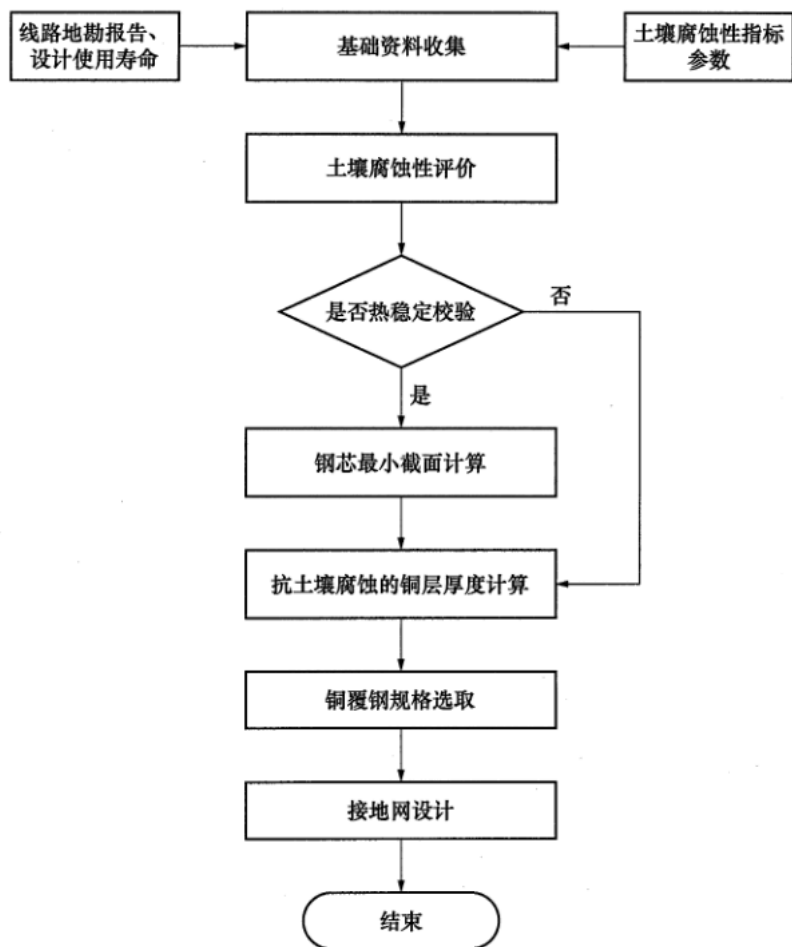 线路地勘报告、
设计使用寿命
基础资料收集
土壤腐蚀性指标
参数
土壤腐蚀性评价
是否热稳定校验
否
是
钢芯最小截面计算
抗土壤腐蚀的铜层厚度计算
铜覆钢规格选取
接地网设计
结束